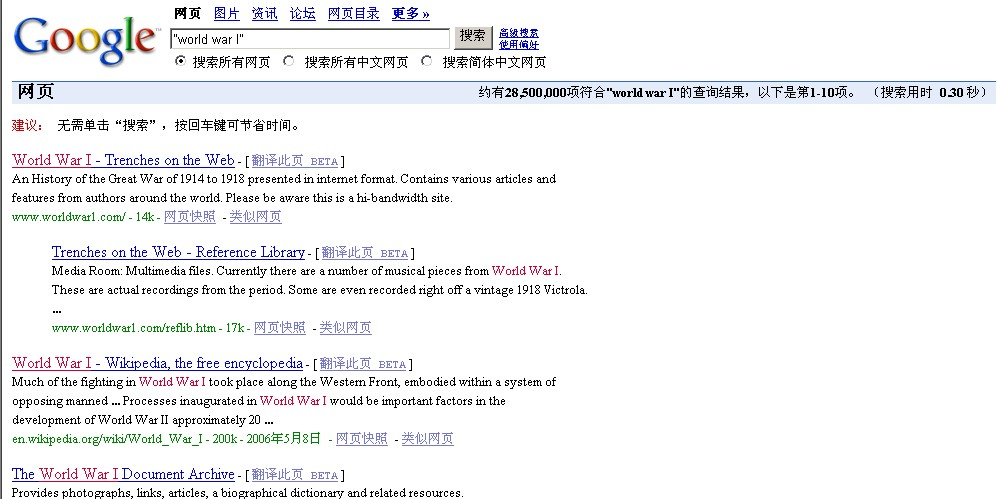 Google™
网页 图片 资讯 论坛 网页目录 更多 »
"world war I" 搜索 高级搜索
使用偏好
搜索所有网页 搜索所有中文网页 搜索简体中文网页
网页 约有28,500,000项符合"world war I"的查询结果，以下是第1-10项。 （搜索用时 0.30 秒）
建议： 无需单击“搜索”，按回车键可节省时间。
World War I - Trenches on the Web - [ 翻译此页 BETA ]
An History of the Great War of 1914 to 1918 presented in internet format. Contains various articles and
features from authors around the world. Please be aware this is a hi-bandwidth site.
www.worldwar1.com/ - 14k - 网页快照 - 类似网页
Trenches on the Web - Reference Library - [ 翻译此页 BETA ]
Media Room: Multimedia files. Currently there are a number of musical pieces from World War I.
These are actual recordings from the period. Some are even recorded right off a vintage 1918 Victrola.
...
www.worldwar1.com/reflib.htm - 17k - 网页快照 - 类似网页
World War I - Wikipedia, the free encyclopedia - [ 翻译此页 BETA ]
Much of the fighting in World War I took place along the Western Front, embodied within a system of
opposing manned ... Processes inaugurated in World War I would be important factors in the
development of World War II approximately 20 ...
en.wikipedia.org/wiki/World_War_I - 200k - 2006年5月8日 - 网页快照 - 类似网页
The World War I Document Archive - [ 翻译此页 BETA ]
Provides photographs, links, articles, a biographical dictionary and related resources.